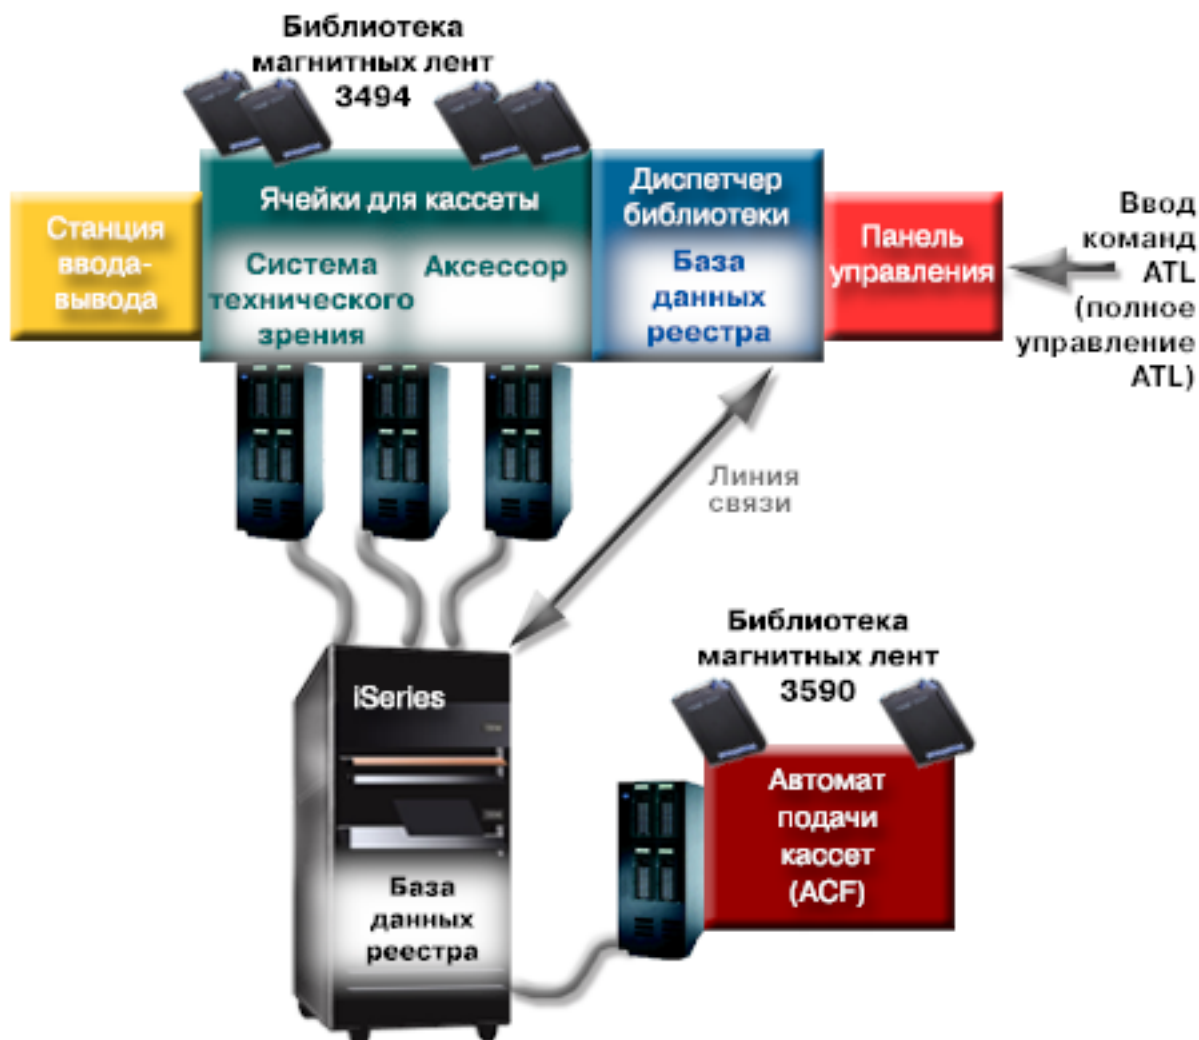 Библиотека
магнитных лент
3494
Станция
ввода-
вывода
Ячейки для кассеты
Система
технического
зрения
Аксессор
Диспетчер
библиотеки
База
данных
реестра
Панель
управления
Ввод
команд
ATL
(полное
управление
ATL)
Линия
связи
iSeries
База
данных
реестра
Библиотека
магнитных лент
3590
Автомат
подачи
кассет
(ACF)